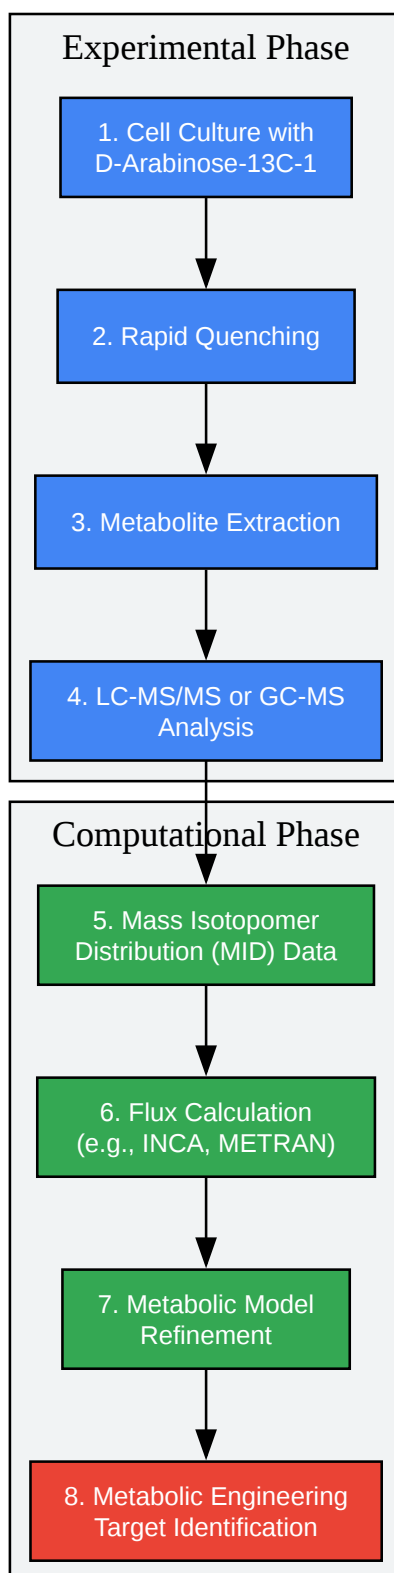 Experimental Phase
1. Cell Culture with
D-Arabinose-13C-1
2. Rapid Quenching
3. Metabolite Extraction
4. LC-MS/MS or GC-MS
Analysis
Computational Phase
5. Mass Isotopomer
Distribution (MID) Data
6. Flux Calculation
(e.g., INCA, METRAN)
7. Metabolic Model
Refinement
8. Metabolic Engineering
Target Identification